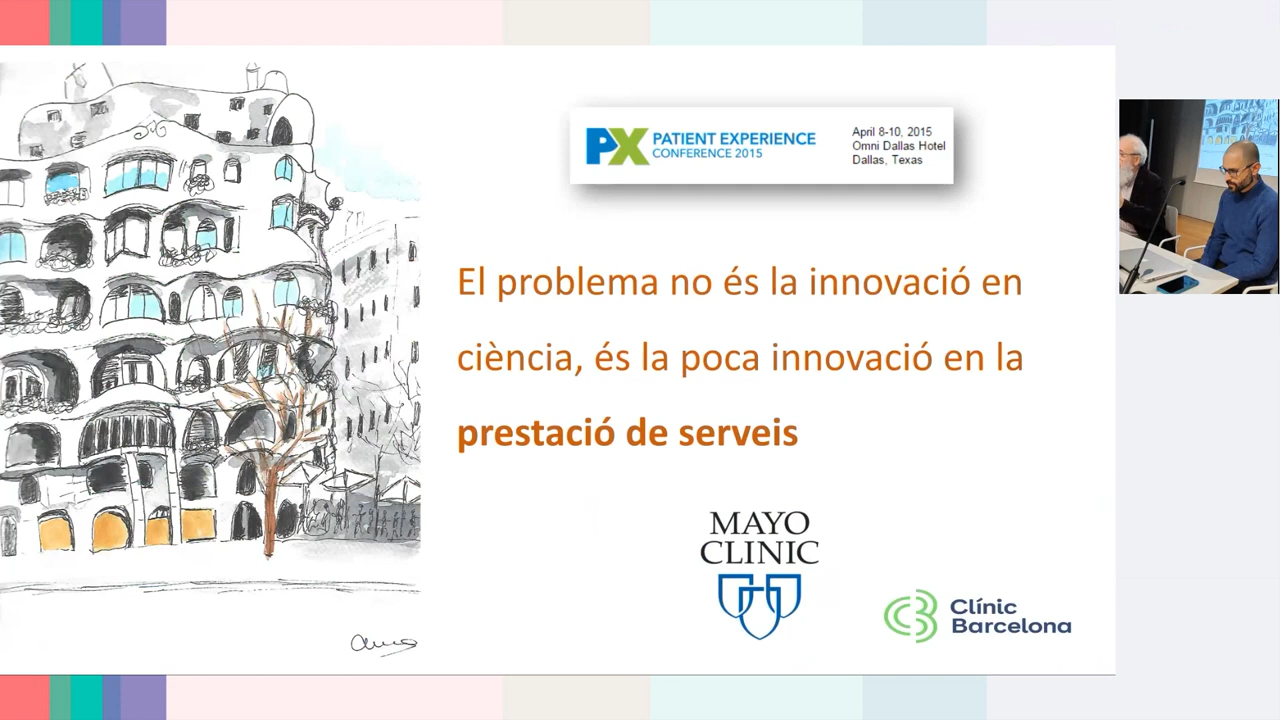 PX PATIENT EXPERIENCE
CONFERENCE 2015
April 8-10, 2015
Omni Dallas Hotel
Dallas, Texas
El problema no és la innovació en
ciència, és la poca innovació en la
prestació de serveis
MAYO
CLINIC
Clínic
Barcelona